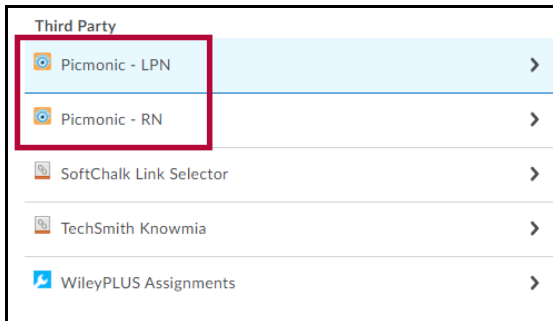 Third Party
Picmonic - LPN
Picmonic - RN
SoftChalk Link Selector
TechSmith Knowmia
WileyPLUS Assignments